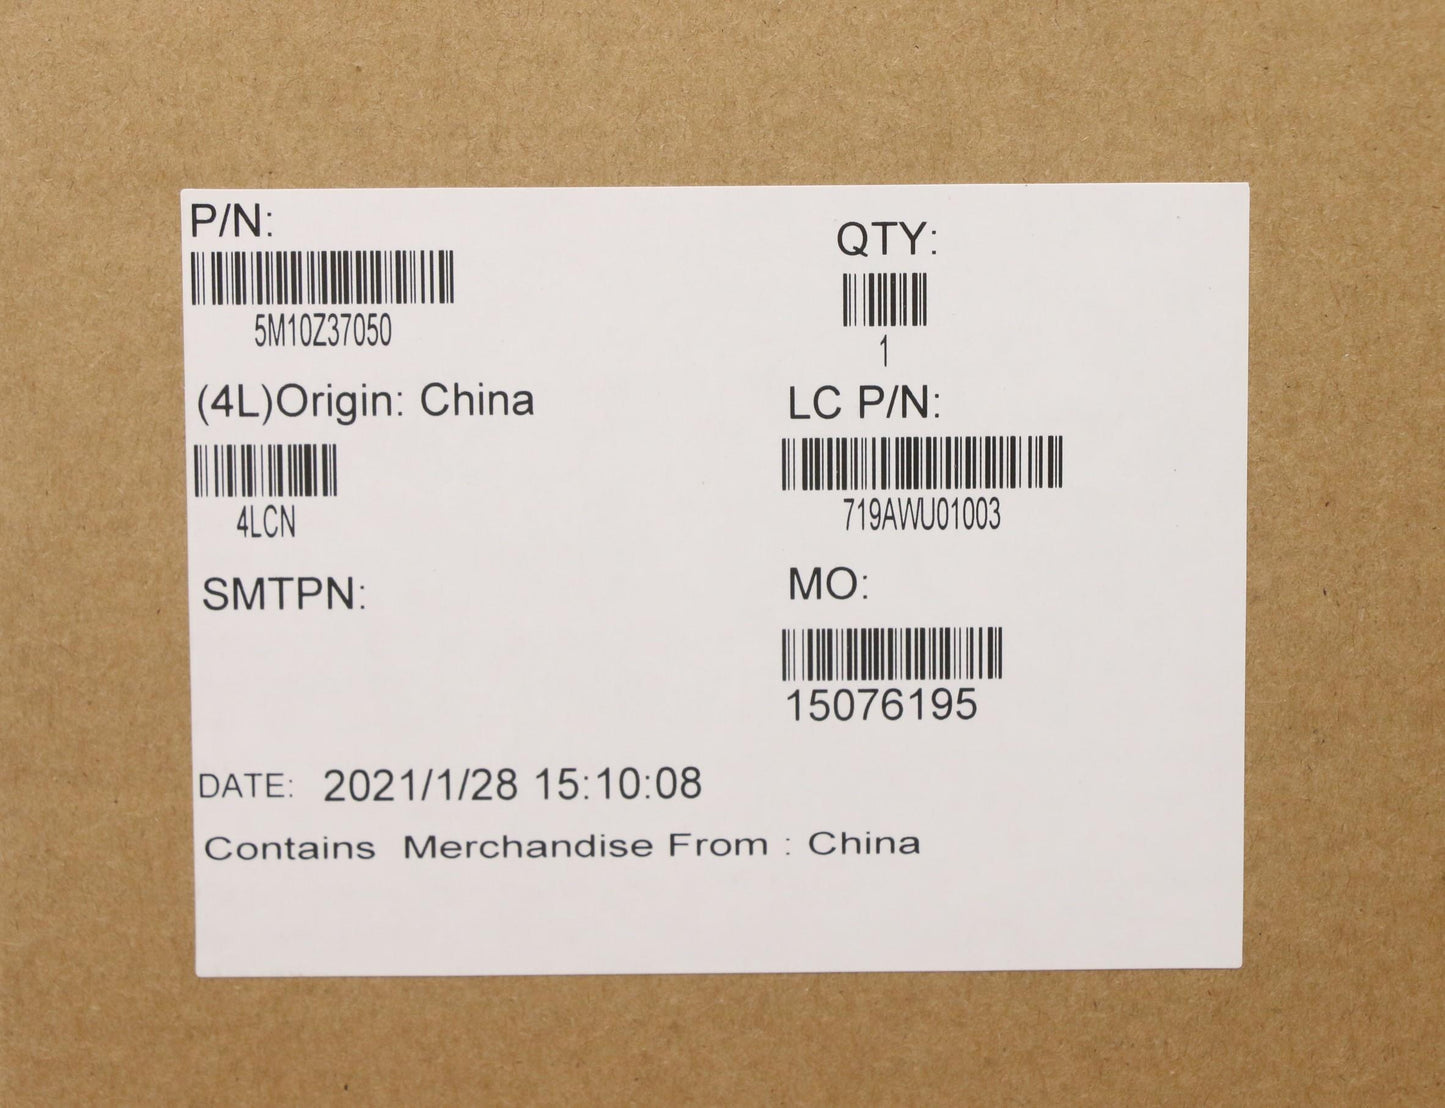 P/N:
5M10Z37050
QTY:
1
(4L)Origin: China
4LCN
LC P/N:
719AWU01003
SMTPN:
MO:
15076195
DATE: 2021/1/28 15:10:08
Contains Merchandise From : China